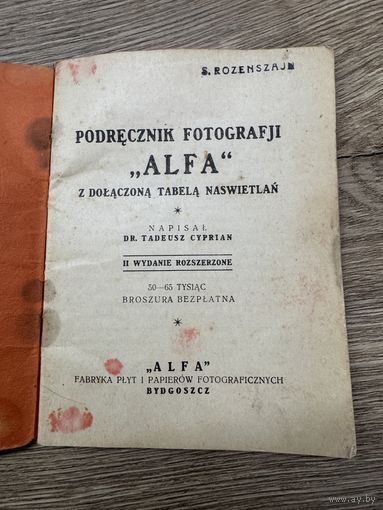 S. ROZENSZAJN
PODRĘCZNIK FOTOGRAFJI
„ALFA“
Z DOŁĄCZONĄ TABELĄ NASWIETLAŃ
*
NAPISAŁ
DR. TADEUSZ CYPRIAN
II WYDANIE ROZSZERZONE
50—65 TYSIĄC
BROSZURA BEZPŁATNA
*
„ALFA”
FABRYKA PŁYT I PAPIERÓW FOTOGRAFICZNYCH
BYDGOSZCZ
www.ay.by